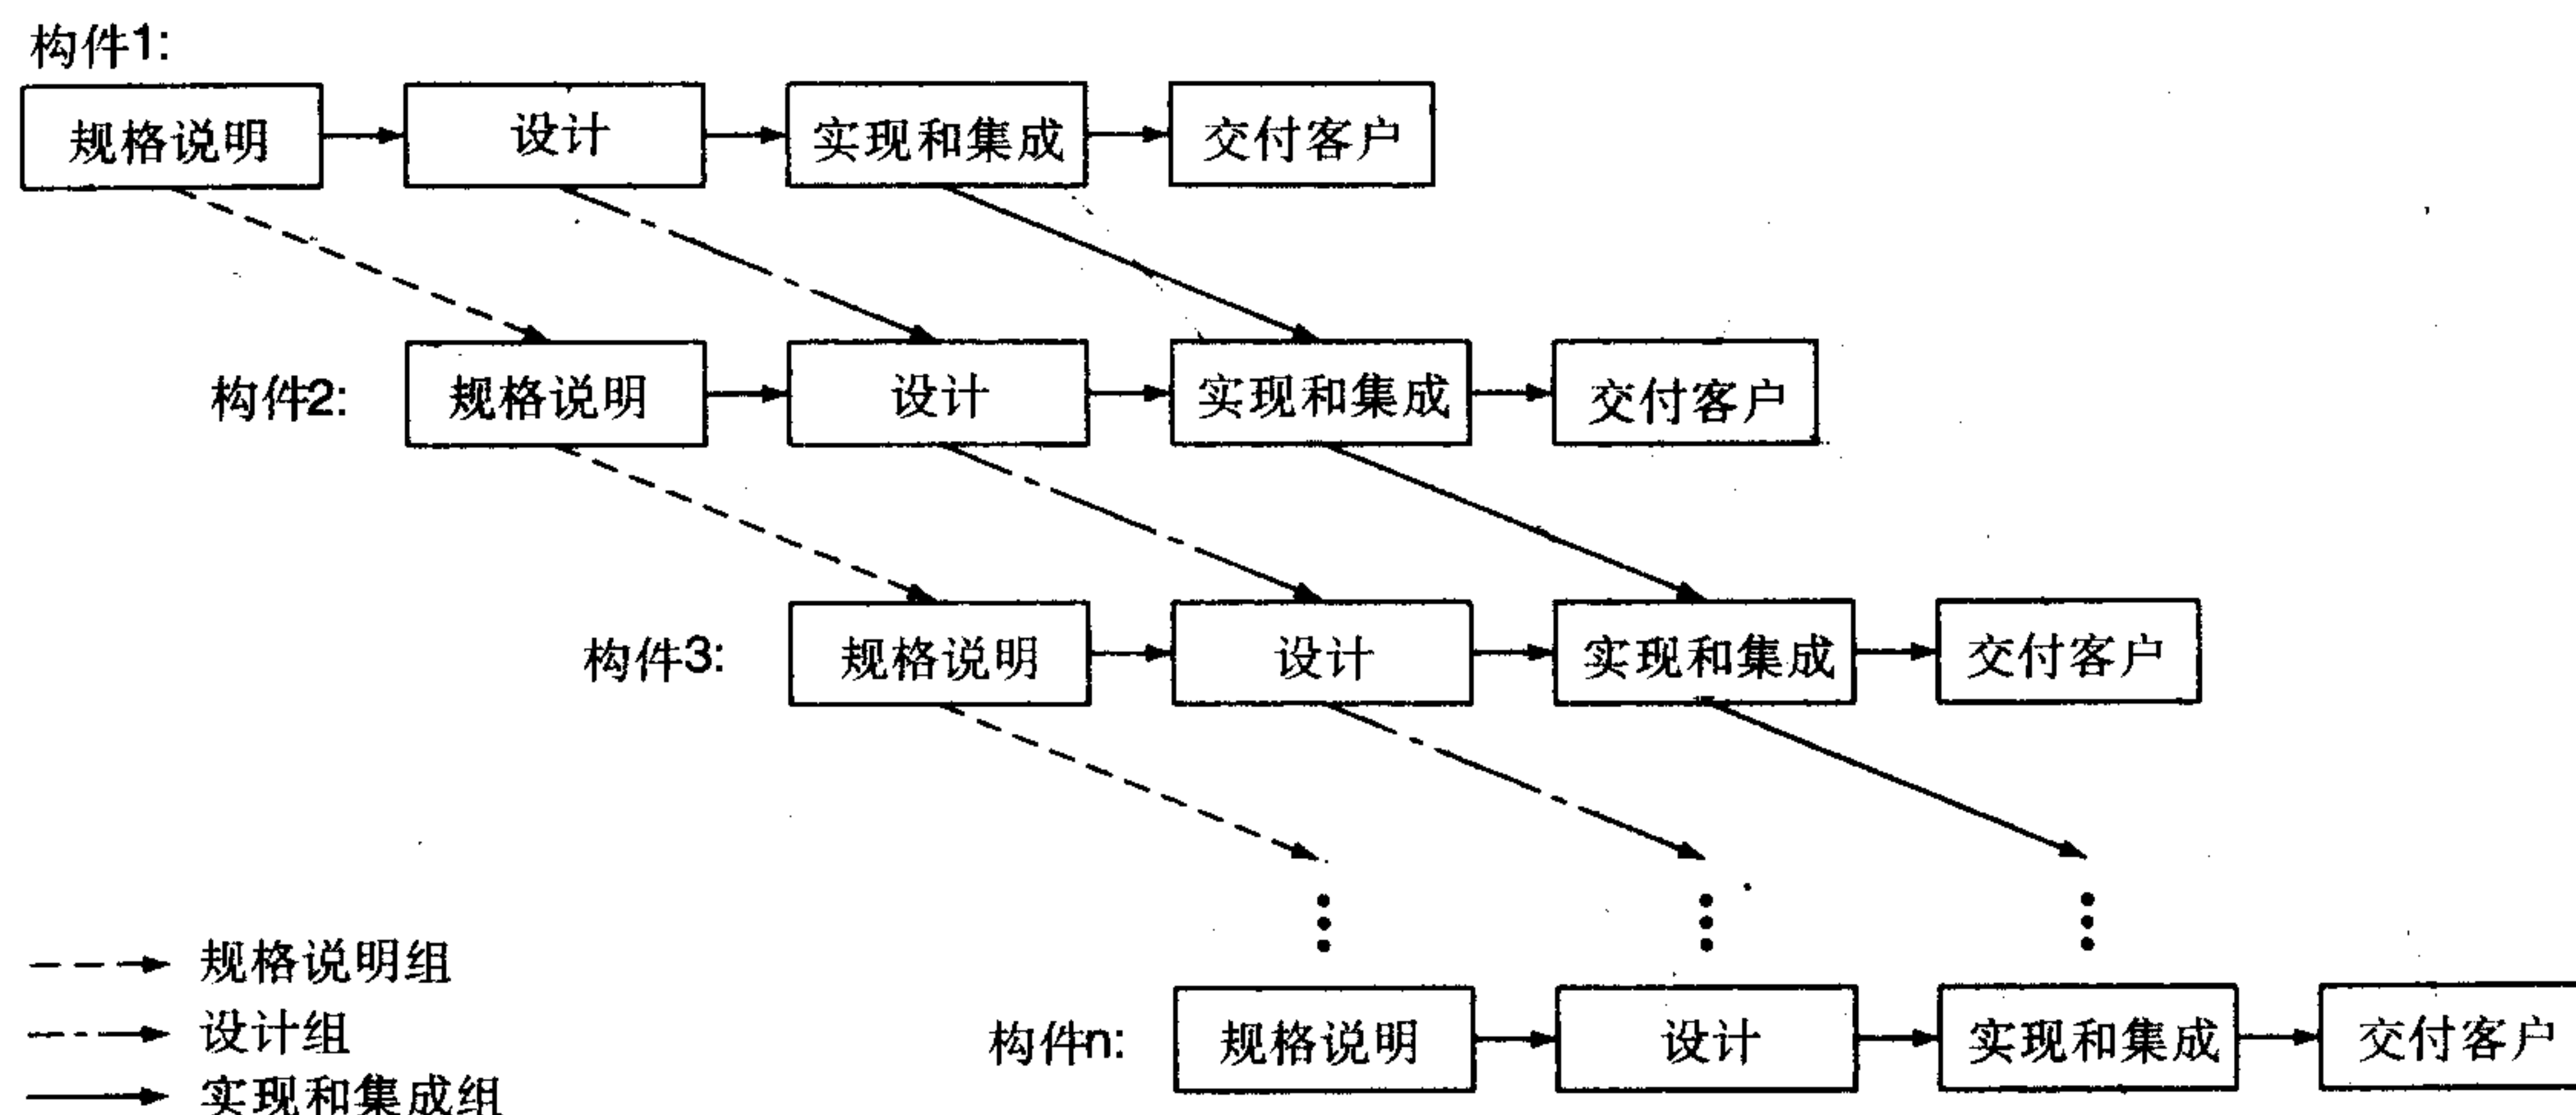 构件1:
规格说明 设计 实现和集成 交付客户
构件2: 规格说明 设计 实现和集成 交付客户
构件3: 规格说明 设计 实现和集成 交付客户
规格说明组
设计组
构件n: 规格说明 设计 实现和集成 交付客户
实现和集成组